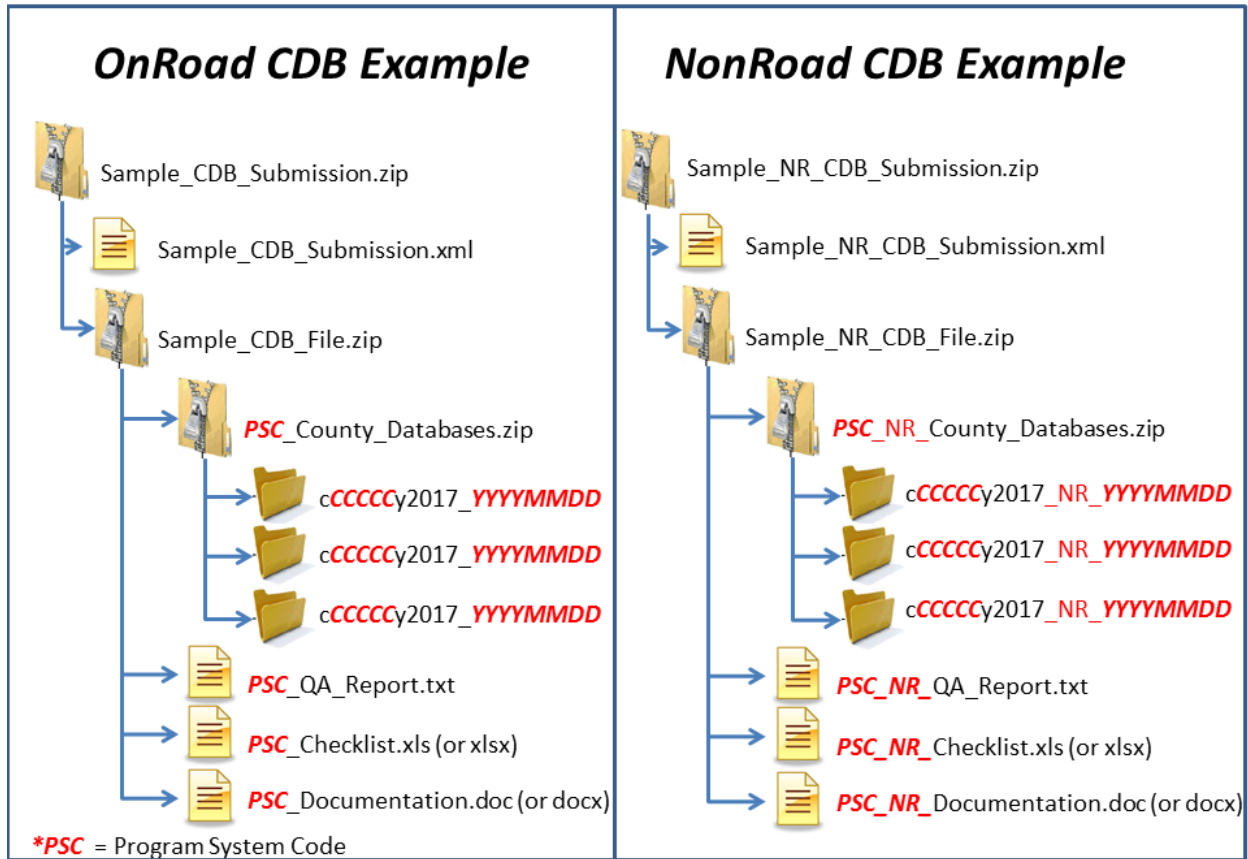 OnRoad CDB Example
Sample_CDB_Submission.zip
Sample_CDB_Submission.xml
Sample_CDB_File.zip
PSC_County_Databases.zip
cCCCCCy2017_YYYYMMDD
cCCCCCy2017_YYYYMMDD
cCCCCCy2017_YYYYMMDD
PSC_QA_Report.txt
PSC_Checklist.xls (or xlsx)
PSC_Documentation.doc (or docx)
*PSC = Program System Code
NonRoad CDB Example
Sample_NR_CDB_Submission.zip
Sample_NR_CDB_Submission.xml
Sample_NR_CDB_File.zip
PSC_NR_County_Databases.zip
cCCCCCy2017_NR_YYYYMMDD
cCCCCCy2017_NR_YYYYMMDD
cCCCCCy2017_NR_YYYYMMDD
PSC_NR_QA_Report.txt
PSC_NR_Checklist.xls (or xlsx)
PSC_NR_Documentation.doc (or docx)